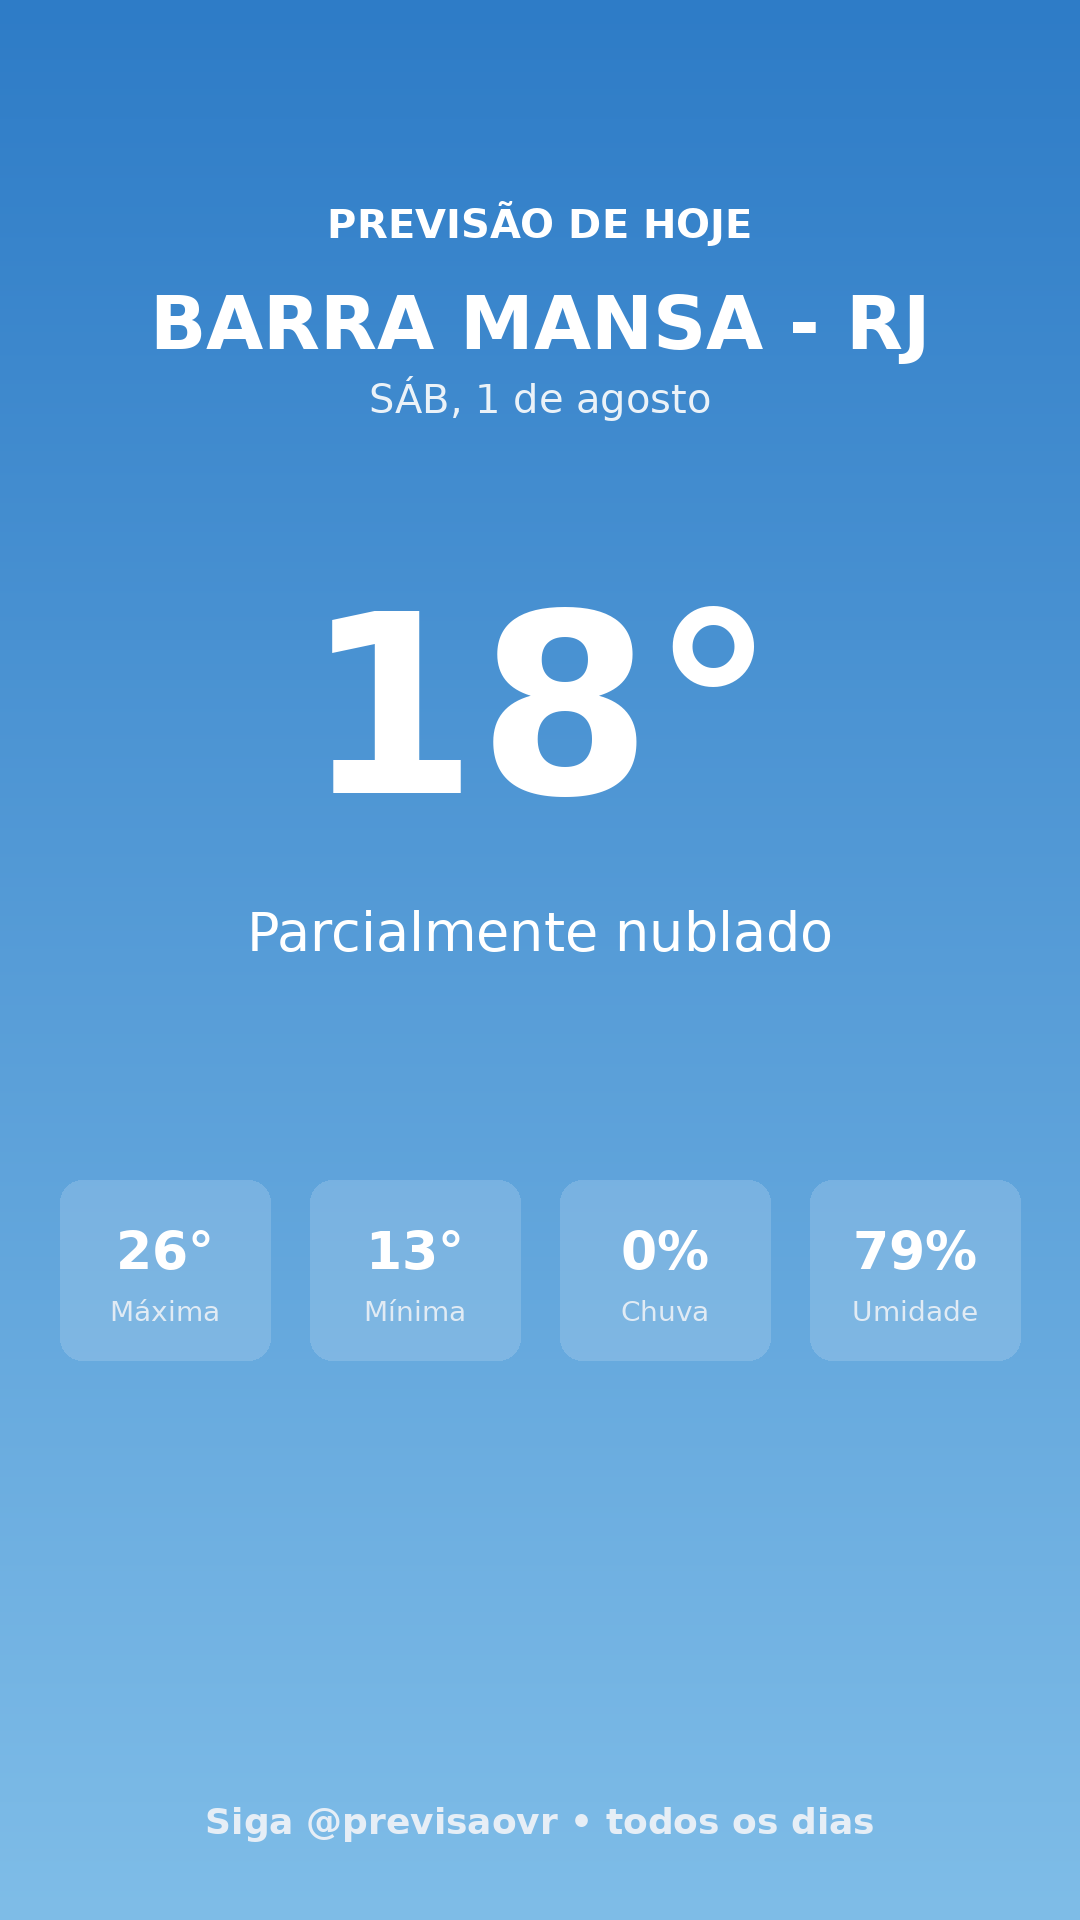 PREVISÃO DE HOJE
BARRA MANSA - RJ
SÁB, 1 de agosto
18°
Parcialmente nublado
26° 13° 0% 79%
Máxima Mínima Chuva Umidade
Siga @previsaovr • todos os dias